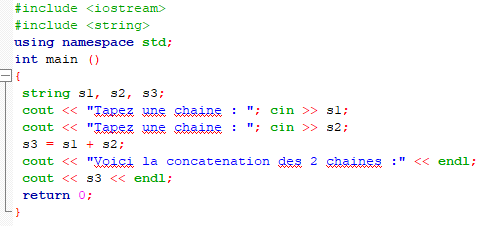 #include <iostream>
#include <string>
using namespace std;
int main ()
{
string s1, s2, s3;
cout << "Tapez une chaine : "; cin >> s1;
cout << "Tapez une chaine : "; cin >> s2;
s3 = s1 + s2;
cout << "Voici la concatenation des 2 chaines :" << endl;
cout << s3 << endl;
return 0;
}